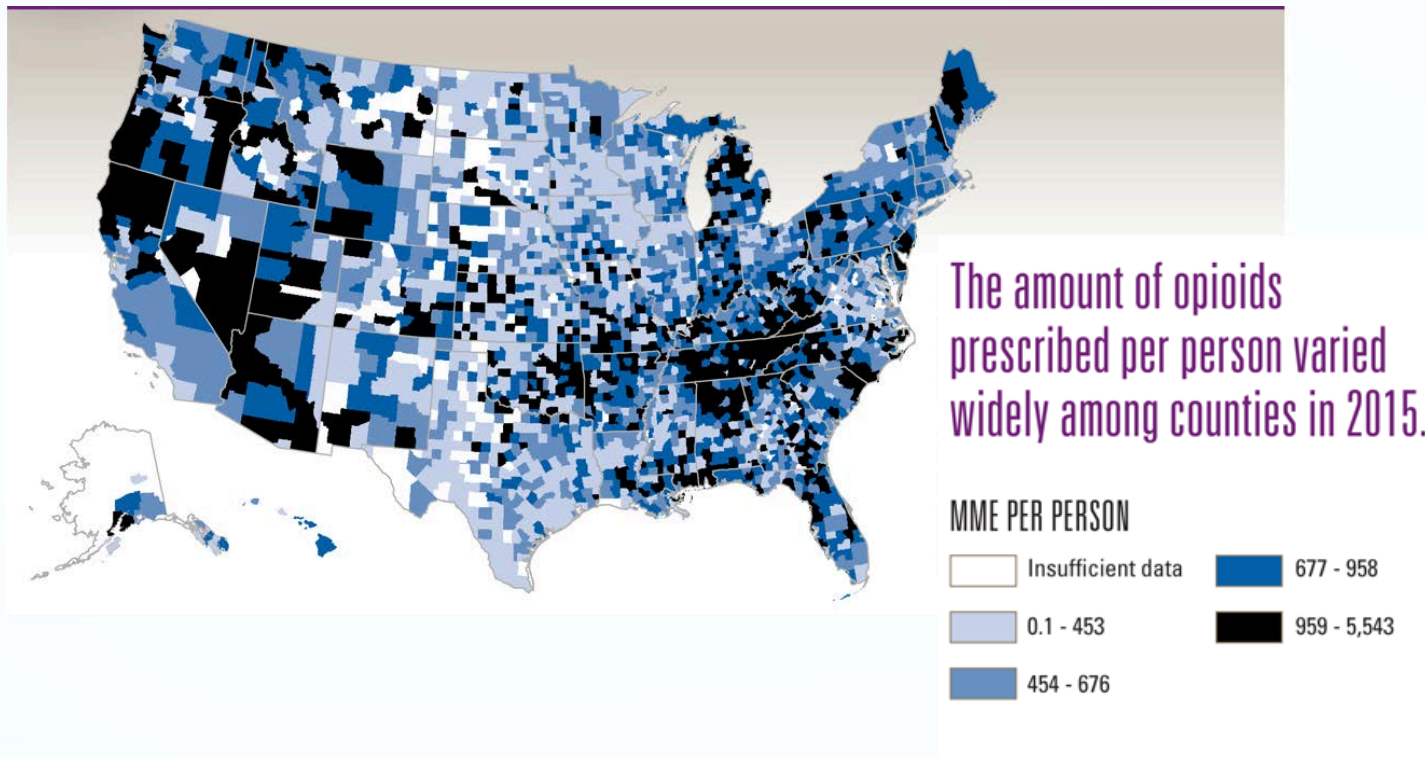 The amount of opioids
prescribed per person varied
widely among counties in 2015.
MME PER PERSON
Insufficient data
0.1 - 453
454 - 676
677 - 958
959 - 5,543